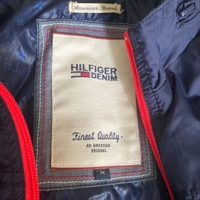 HILFIGER
DENIM
Finest Quality
AN AMERICAN
ORIGINAL